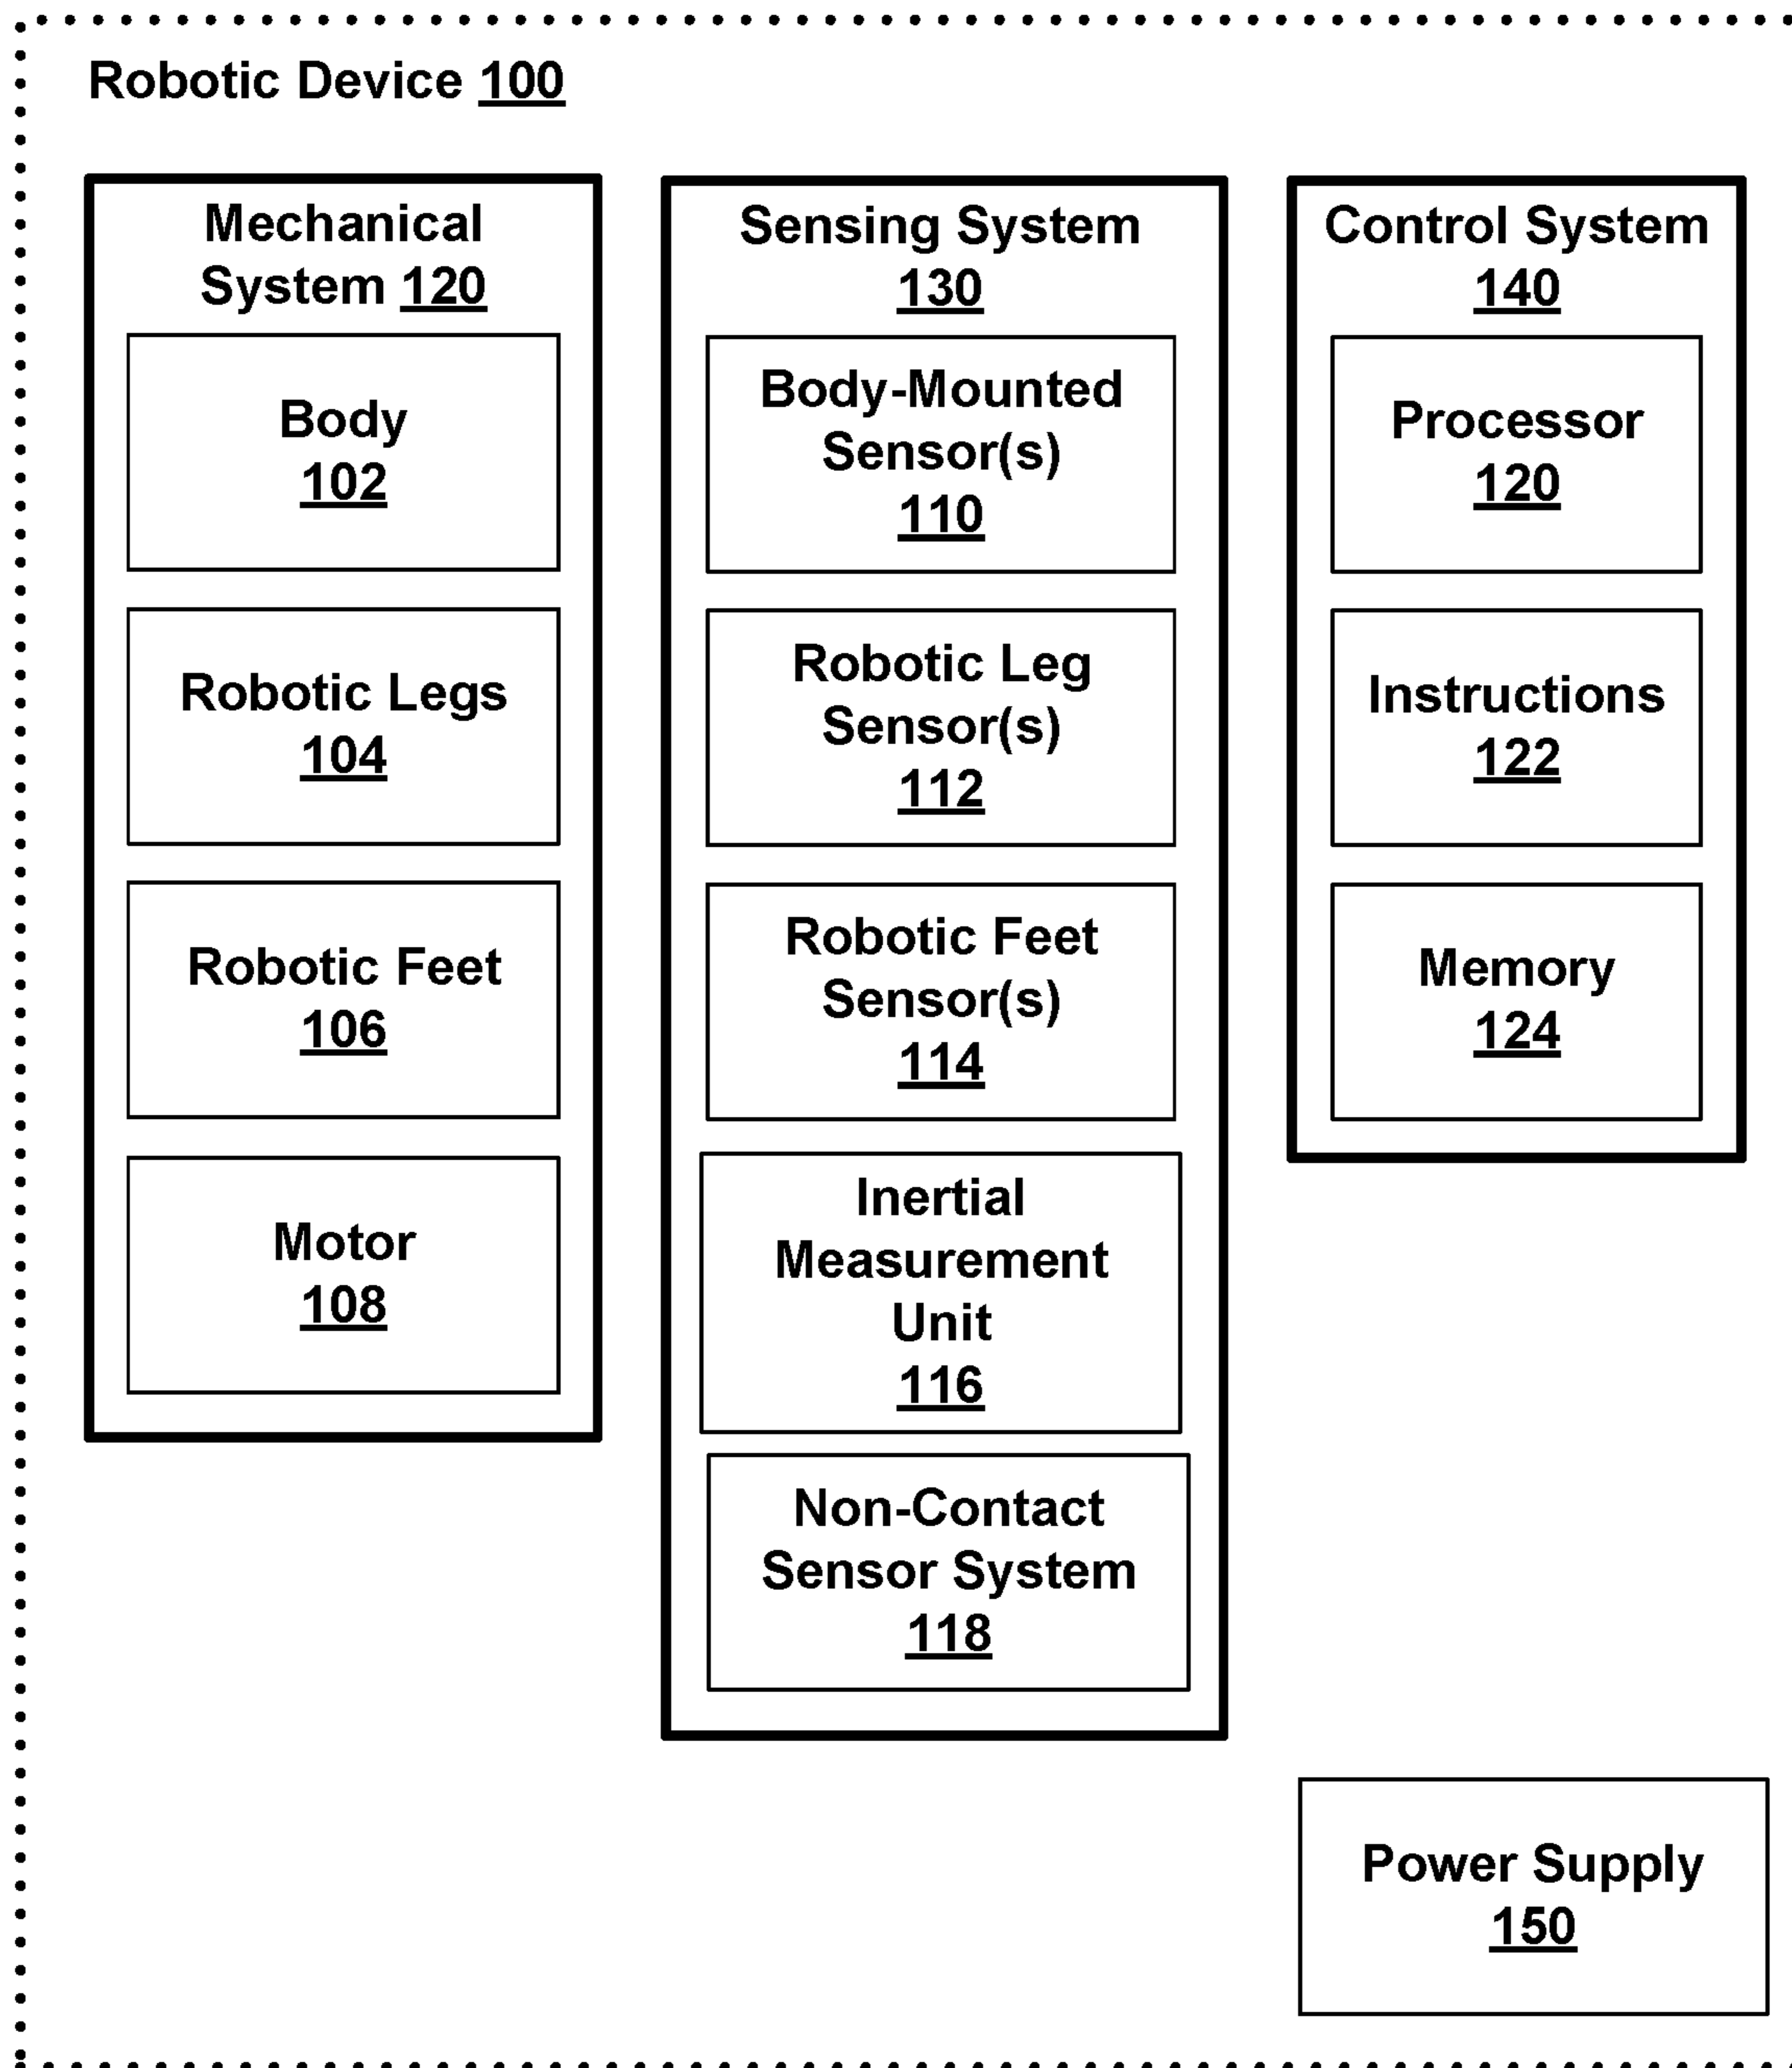 Robotic Device 100
Mechanical
System 120
Body
102
Robotic Legs
104
Robotic Feet
106
Motor
108
Sensing System
130
Body-Mounted
Sensor(s)
110
Robotic Leg
Sensor(s)
112
Robotic Feet
Sensor(s)
114
Inertial
Measurement
Unit
116
Non-Contact
Sensor System
118
Control System
140
Processor
120
Instructions
122
Memory
124
Power Supply
150